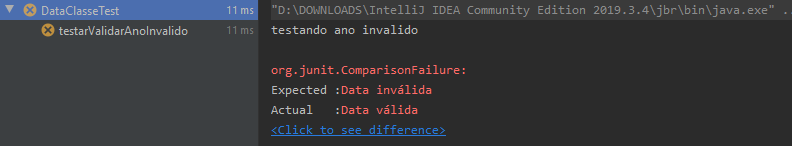 DataClasseTest 11 ms
testarValidarAnoInvalido 11 ms
"D:\DOWNLOADS\IntelliJ IDEA Community Edition 2019.3.4\jbr\bin\java.exe" ..
testando ano invalido
org.junit.ComparisonFailure:
Expected :Data inválida
Actual :Data válida
<Click to see difference>